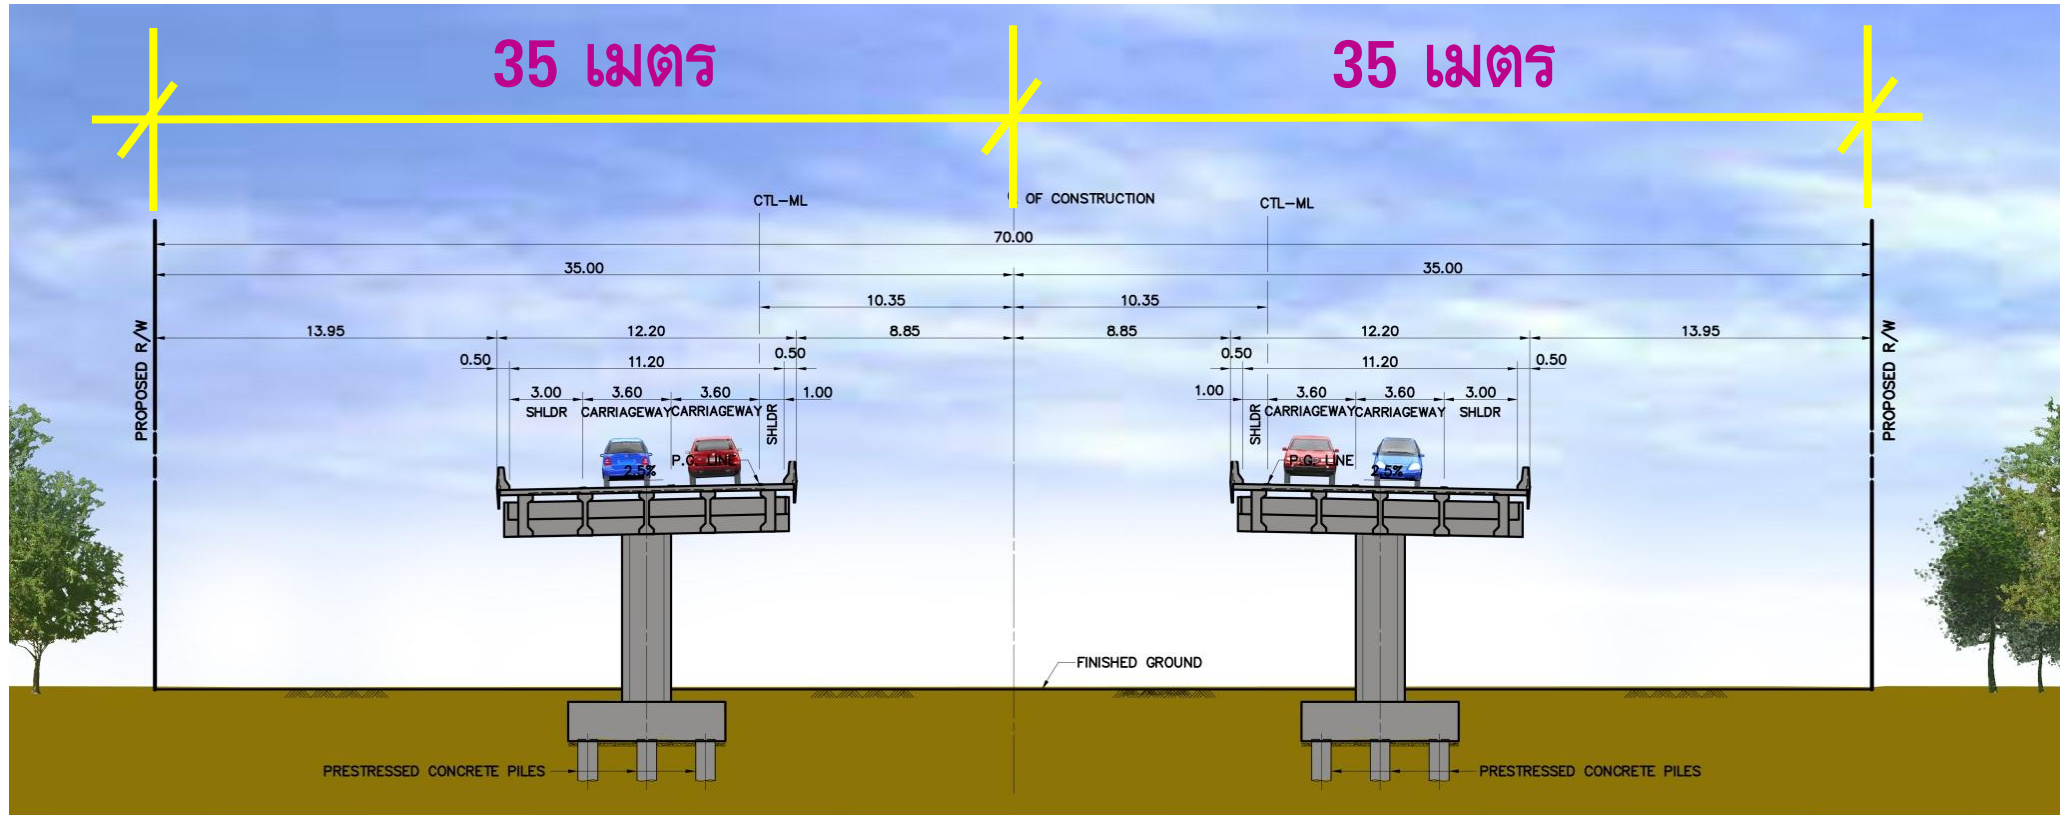 35 เมตร 35 เมตร
CTL-ML OF CONSTRUCTION CTL-ML
70.00
35.00 35.00
10.35 10.35
13.95 12.20 8.85 8.85 12.20 13.95
0.50 11.20 0.50 0.50 11.20 0.50
3.00 3.60 3.60 1.00 1.00 3.60 3.60 3.00
SHLDR CARRIAGEWAY CARRIAGEWAY SHLDR SHLDR CARRIAGEWAY CARRIAGEWAY SHLDR
PROPOSED R/W PROPOSED R/W
P.G. LINE P.G. LINE
2.5% 2.5%
FINISHED GROUND
PRESTRESSED CONCRETE PILES PRESTRESSED CONCRETE PILES